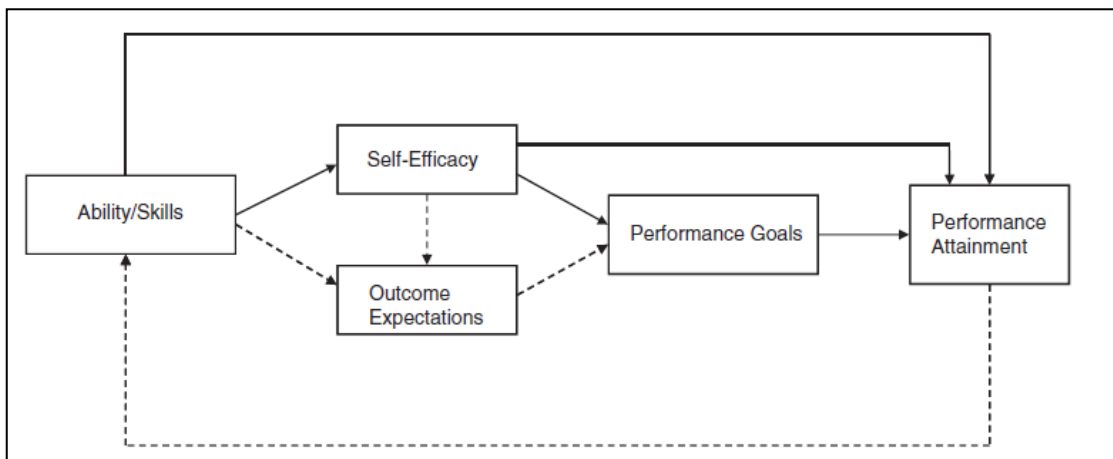 Self-Efficacy
Ability/Skills
Performance Goals
Performance
Attainment
Outcome
Expectations